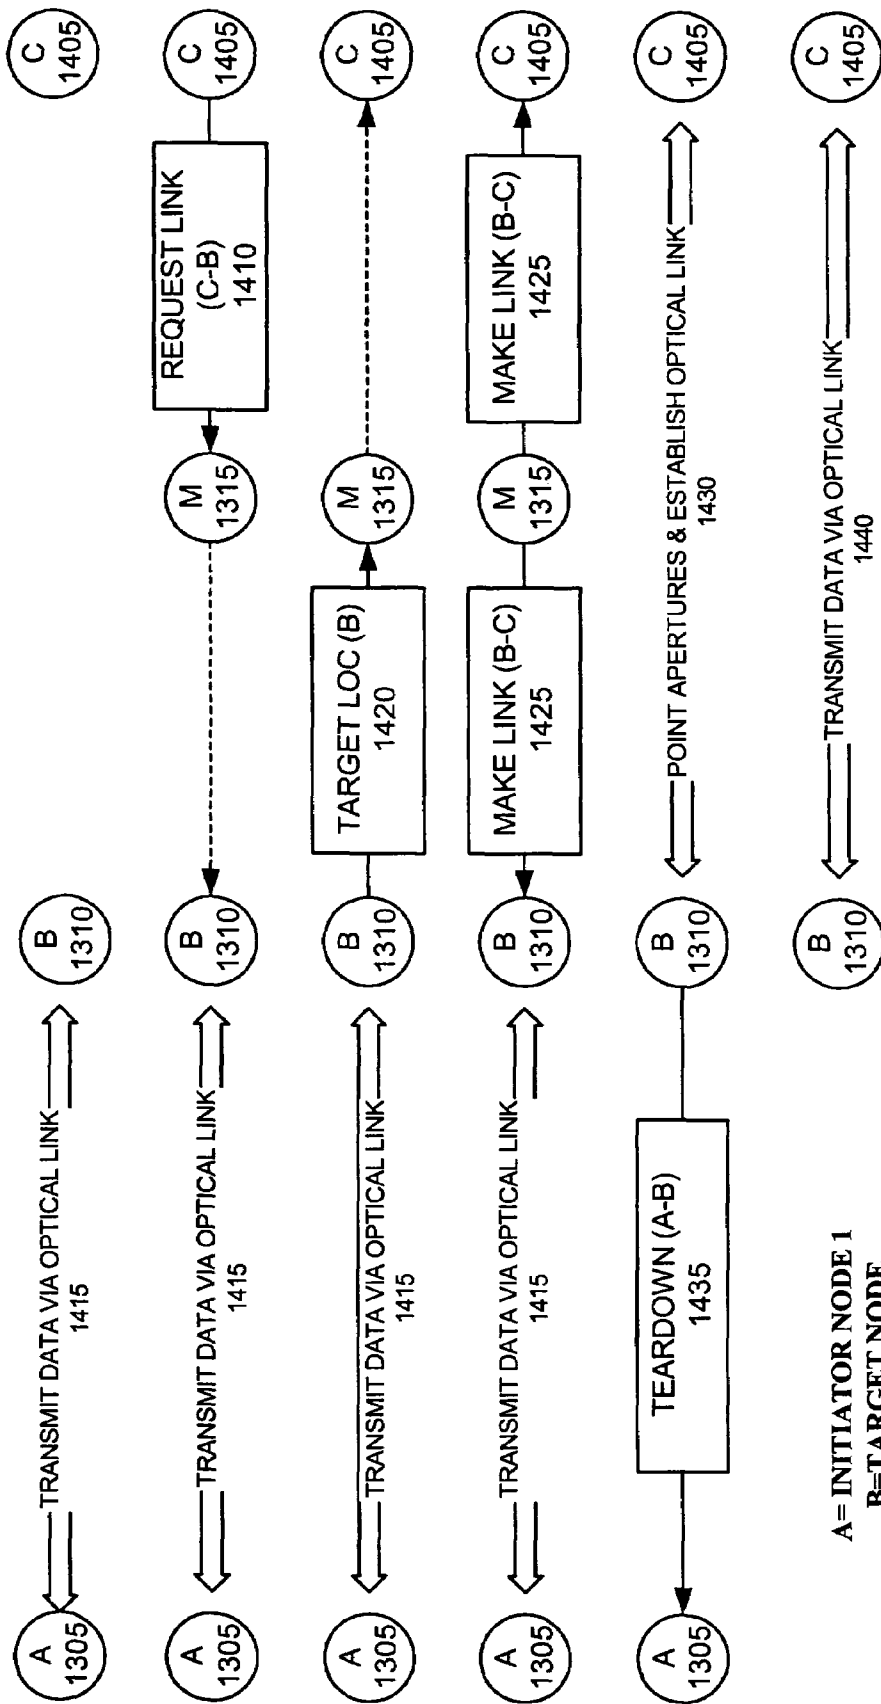 A
1305
TRANSMIT DATA VIA OPTICAL LINK
1415
B
1310
C
1405
A
1305
TRANSMIT DATA VIA OPTICAL LINK
1415
B
1310
M
1315
REQUEST LINK
(C-B)
1410
C
1405
A
1305
TRANSMIT DATA VIA OPTICAL LINK
1415
B
1310
TARGET LOC (B)
1420
M
1315
C
1405
A
1305
TRANSMIT DATA VIA OPTICAL LINK
1415
B
1310
MAKE LINK (B-C)
1425
M
1315
MAKE LINK (B-C)
1425
C
1405
A
1305
TEARDOWN (A-B)
1435
B
1310
POINT APERTURES & ESTABLISH OPTICAL LINK
1430
C
1405
B
1310
TRANSMIT DATA VIA OPTICAL LINK
1440
C
1405
A= INITIATOR NODE 1
B=TARGET NODE